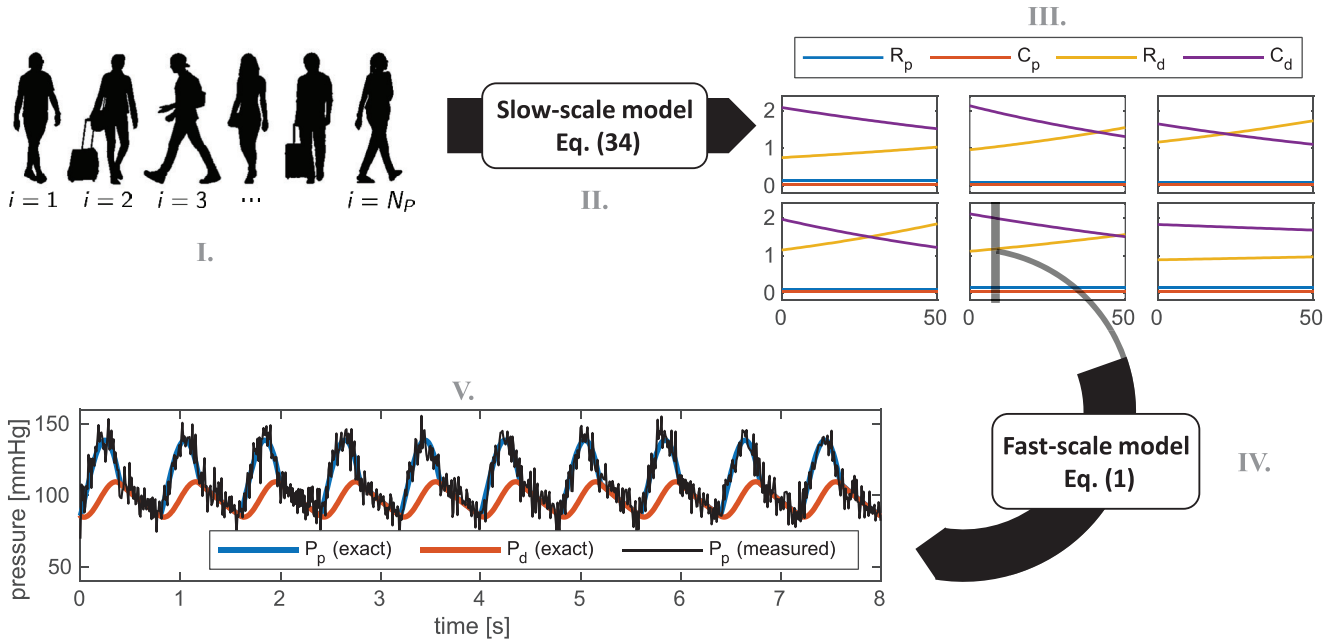 III.
R_p C_p R_d C_d
i = 1 i = 2 i = 3 ... i = N_P
I.
Slow-scale model
Eq. (34)
II.
2
1
0
2
1
0
0 50 0 50 0 50
Fast-scale model
Eq. (1)
IV.
V.
pressure [mmHg]
150
100
50
P_p (exact) P_d (exact) P_p (measured)
0 1 2 3 4 5 6 7 8
time [s]